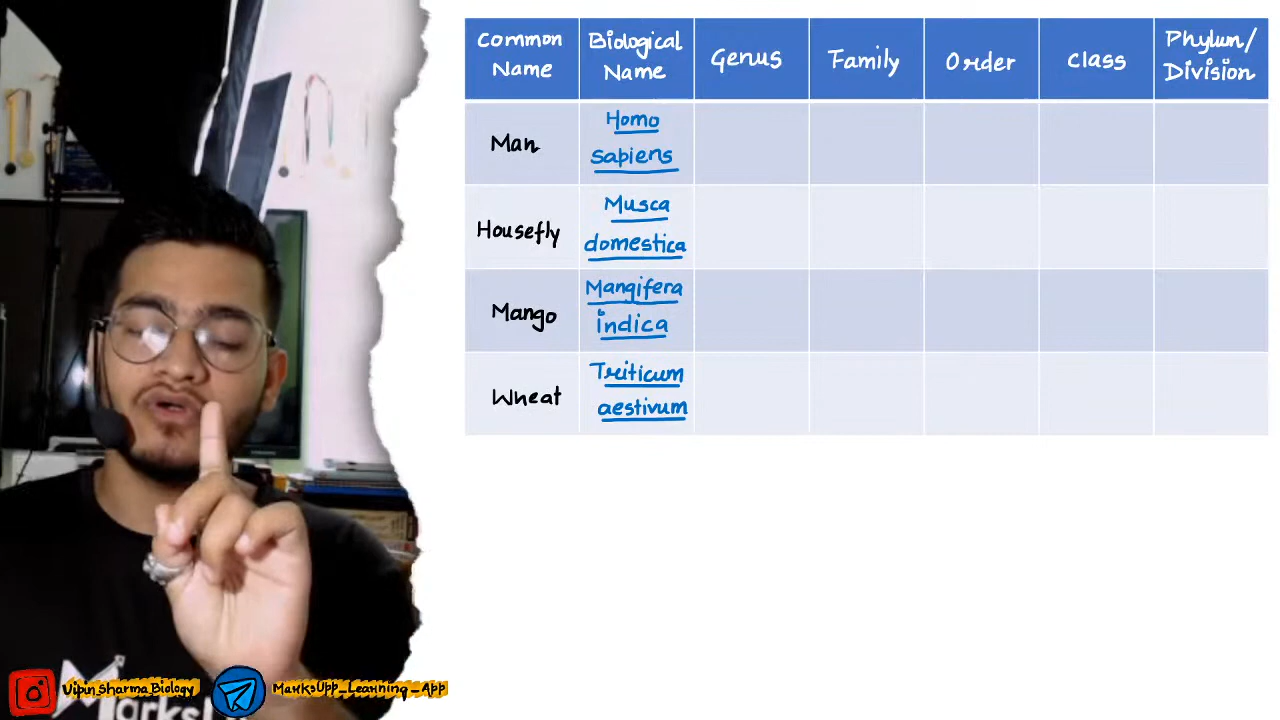 Common Name
Biological Name
Genus
Family
Order
Class
Phylum/ Division
Man
Homo sapiens
Housefly
Musca domestica
Mango
Mangifera indica
Wheat
Triticum aestivum
Vipin_Sharma_Biology
MarksUpp_Learning_App